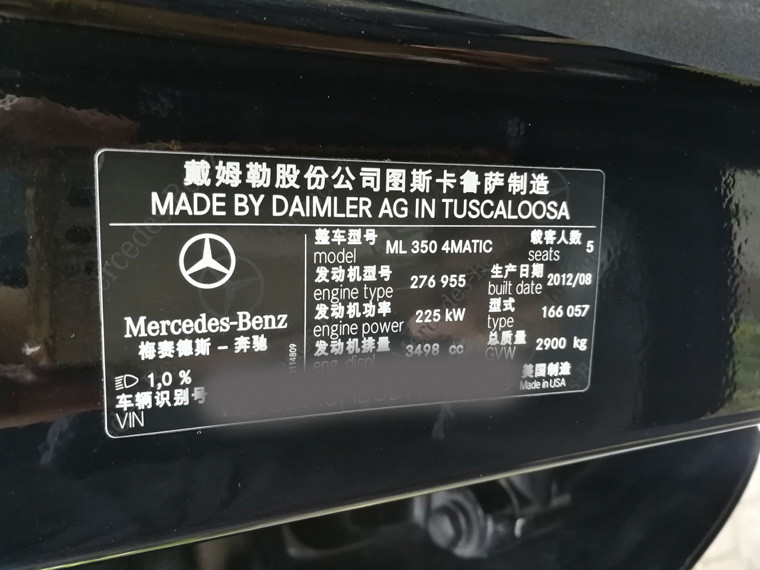 戴姆勒股份公司图斯卡鲁萨制造
MADE BY DAIMLER AG IN TUSCALOOSA
Mercedes-Benz
梅赛德斯-奔驰
1,0 %
车辆识别号
VIN
整车型号 ML 350 4MATIC 载客人数 5
model seats
发动机型号 276 955 生产日期 2012/08
engine type built date
发动机功率 225 kW 型式 166 057
engine power type
发动机排量 3498 cc 总质量 2900 kg
eng. displ GVW
美国制造
Made in USA